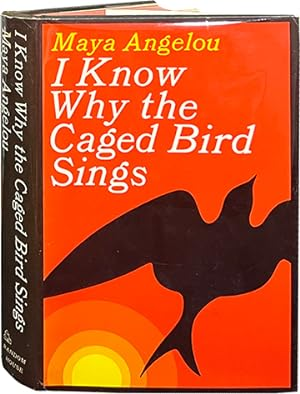 Maya Angelou
I Know
Why the
Caged Bird
Sings
I Know Why the Caged Bird Sings
Maya Angelou
RANDOM
HOUSE